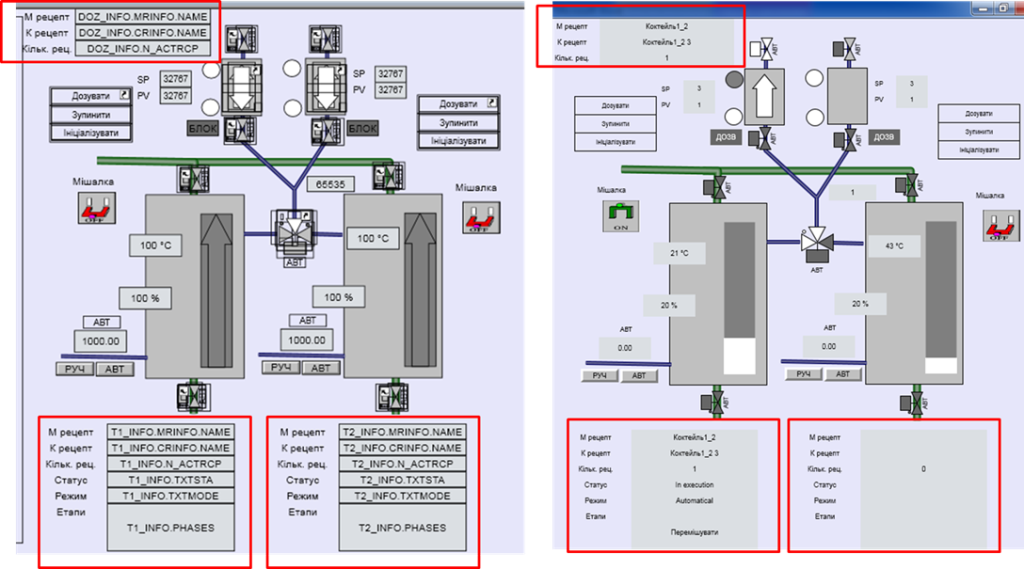 М рецепт DOZ_INFO.MRINFO.NAME
К рецепт DOZ_INFO.CRINFO.NAME
Кільк. рец. DOZ_INFO.N_ACTRCP
SP 32767
PV 32767
SP 32767
PV 32767
Дозувати
Зупинити
Ініціалізувати
Дозувати
Зупинити
Ініціалізувати
БЛОК
БЛОК
65535
Мішалка
OFF
Мішалка
OFF
100 °C
100 °C
АВТ
100 %
100 %
АВТ
1000.00
РУЧ АВТ
АВТ
1000.00
РУЧ АВТ
М рецепт T1_INFO.MRINFO.NAME
К рецепт T1_INFO.CRINFO.NAME
Кільк. рец. T1_INFO.N_ACTRCP
Статус T1_INFO.TXTSTA
Режим T1_INFO.TXTMODE
Етапи
T1_INFO.PHASES
М рецепт T2_INFO.MRINFO.NAME
К рецепт T2_INFO.CRINFO.NAME
Кільк. рец. T2_INFO.N_ACTRCP
Статус T2_INFO.TXTSTA
Режим T2_INFO.TXTMODE
Етапи
T2_INFO.PHASES
М рецепт Коктейль1_2
К рецепт Коктейль1_2 3
Кільк. рец. 1
АВТ
АВТ
SP 3
PV 1
SP 3
PV 1
Дозувати
Зупинити
Ініціалізувати
Дозувати
Зупинити
Ініціалізувати
ДОЗВ
АВТ
ДОЗВ
АВТ
АВТ
1
АВТ
Мішалка
ON
Мішалка
OFF
21 °C
43 °C
АВТ
20 %
20 %
АВТ
0.00
РУЧ АВТ
АВТ
0.00
РУЧ АВТ
АВТ
АВТ
М рецепт Коктейль1_2
К рецепт Коктейль1_2 3
Кільк. рец. 1
Статус In execution
Режим Automatical
Етапи
Перемішувати
М рецепт
К рецепт
Кільк. рец. 0
Статус
Режим
Етапи